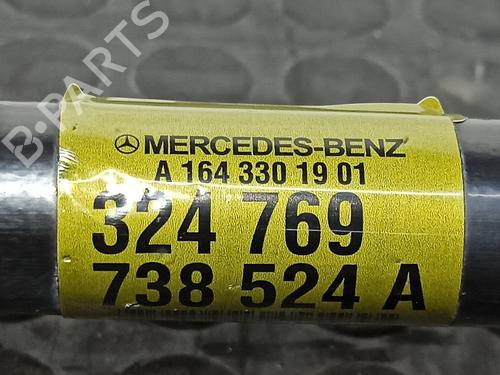 B-PARTS
MERCEDES-BENZ
A 164 330 19 01
324 769
738 524 A